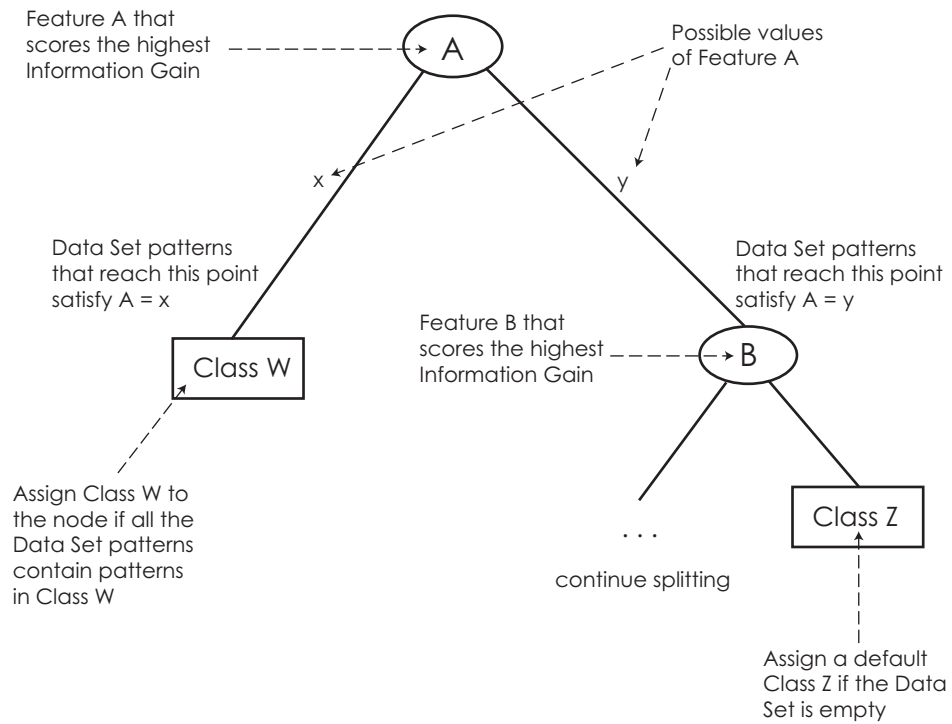 Feature A that
scores the highest
Information Gain
A
Possible values
of Feature A
x
y
Data Set patterns
that reach this point
satisfy A = x
Data Set patterns
that reach this point
satisfy A = y
Feature B that
scores the highest
Information Gain
B
Class W
Assign Class W to
the node if all the
Data Set patterns
contain patterns
in Class W
. . .
continue splitting
Class Z
Assign a default
Class Z if the Data
Set is empty